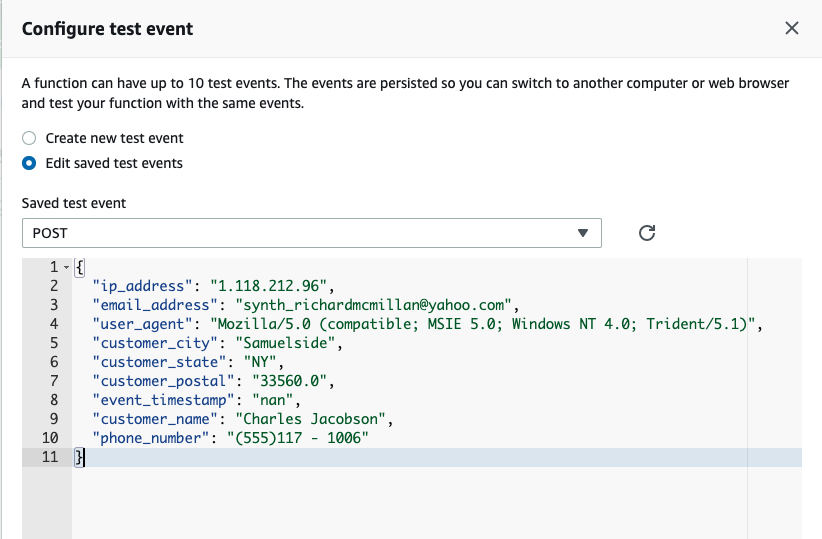 Configure test event
A function can have up to 10 test events. The events are persisted so you can switch to another computer or web browser
and test your function with the same events.
Create new test event
Edit saved test events
Saved test event
POST
1 {
2 "ip_address": "1.118.212.96",
3 "email_address": "synth_richardmcmillan@yahoo.com",
4 "user_agent": "Mozilla/5.0 (compatible; MSIE 5.0; Windows NT 4.0; Trident/5.1)",
5 "customer_city": "Samuelside",
6 "customer_state": "NY",
7 "customer_postal": "33560.0",
8 "event_timestamp": "nan",
9 "customer_name": "Charles Jacobson",
10 "phone_number": "(555)117 - 1006"
11 }